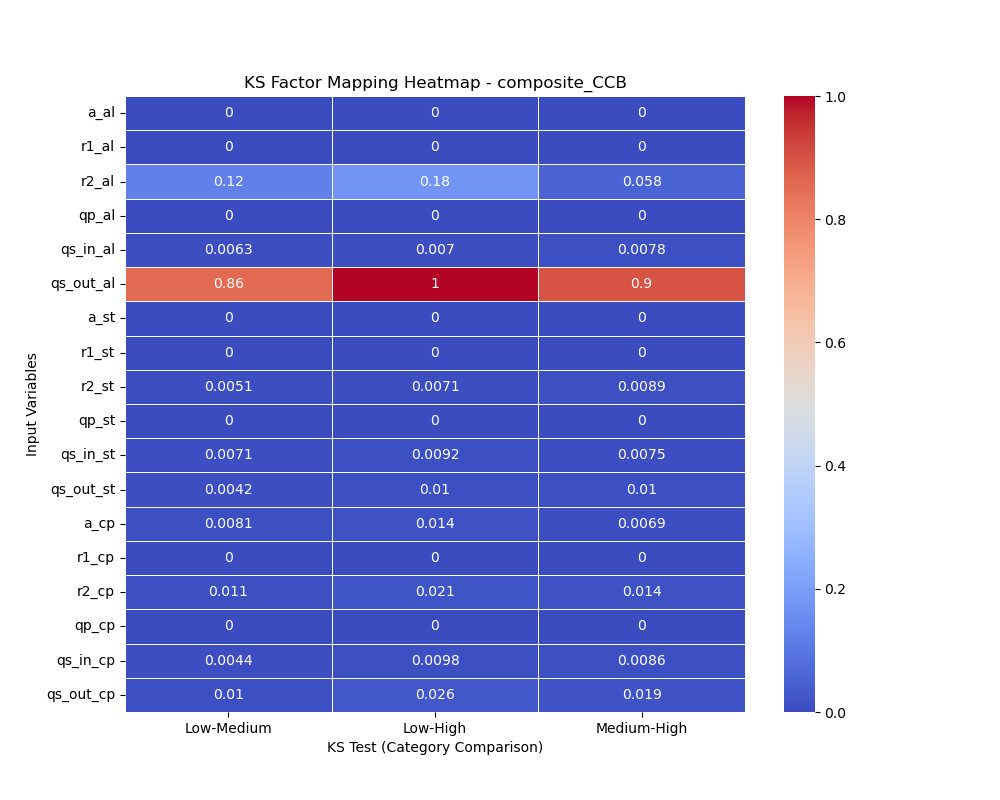 KS Factor Mapping Heatmap - composite_CCB
Input Variables
a_al 0 0 0
r1_al 0 0 0
r2_al 0.12 0.18 0.058
qp_al 0 0 0
qs_in_al 0.0063 0.007 0.0078
qs_out_al 0.86 1 0.9
a_st 0 0 0
r1_st 0 0 0
r2_st 0.0051 0.0071 0.0089
qp_st 0 0 0
qs_in_st 0.0071 0.0092 0.0075
qs_out_st 0.0042 0.01 0.01
a_cp 0.0081 0.014 0.0069
r1_cp 0 0 0
r2_cp 0.011 0.021 0.014
qp_cp 0 0 0
qs_in_cp 0.0044 0.0098 0.0086
qs_out_cp 0.01 0.026 0.019
Low-Medium Low-High Medium-High
KS Test (Category Comparison)
1.0
0.8
0.6
0.4
0.2
0.0